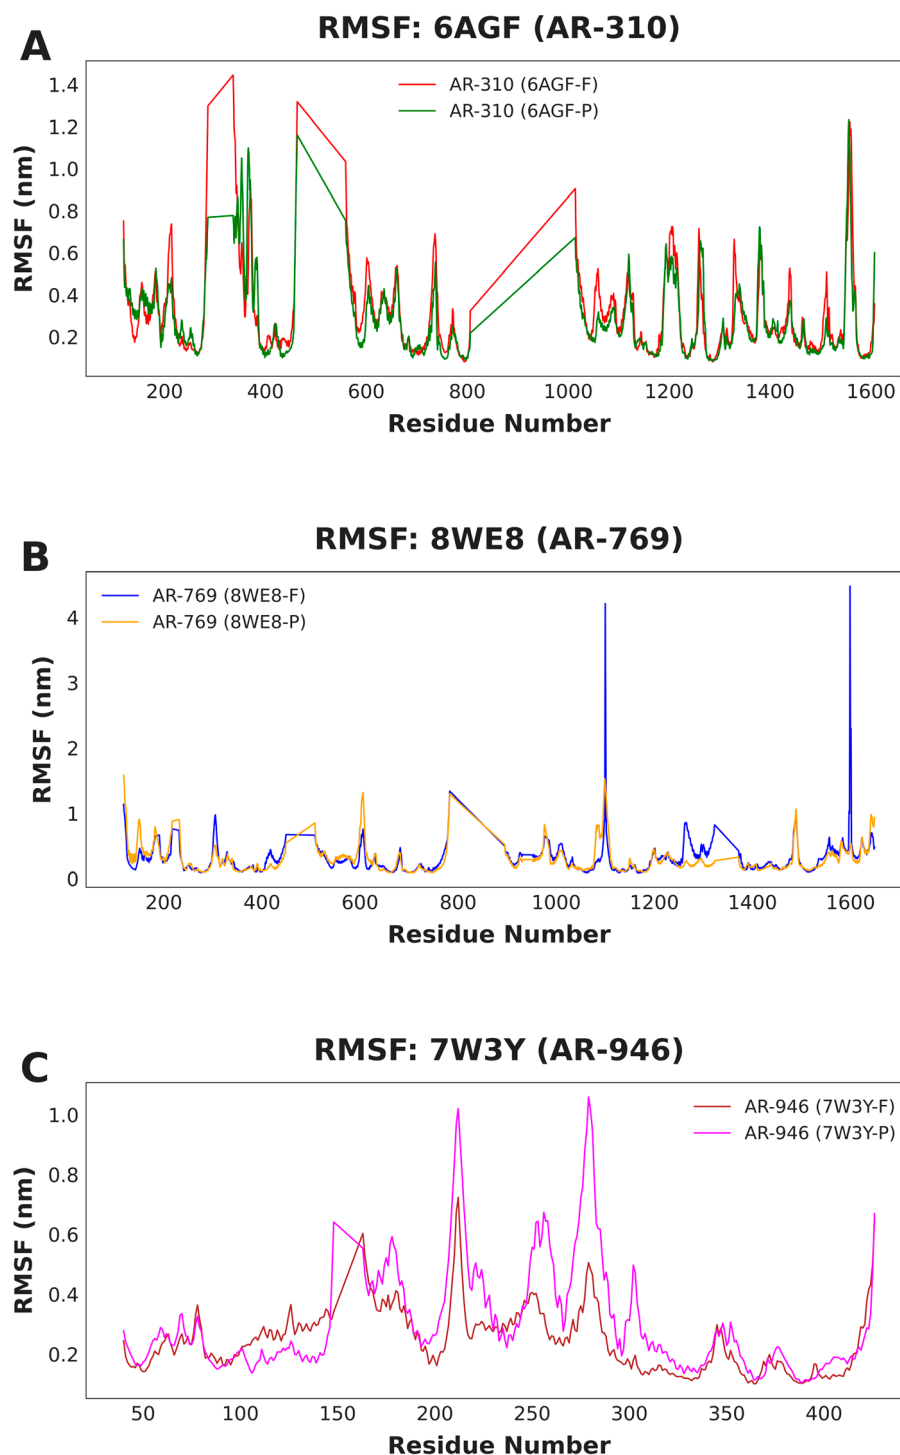 A
RMSF: 6AGF (AR-310)
AR-310 (6AGF-F)
AR-310 (6AGF-P)
RMSF (nm)
1.4
1.2
1.0
0.8
0.6
0.4
0.2
200 400 600 800 1000 1200 1400 1600
Residue Number
B
RMSF: 8WE8 (AR-769)
AR-769 (8WE8-F)
AR-769 (8WE8-P)
RMSF (nm)
4
3
2
1
0
200 400 600 800 1000 1200 1400 1600
Residue Number
C
RMSF: 7W3Y (AR-946)
AR-946 (7W3Y-F)
AR-946 (7W3Y-P)
RMSF (nm)
1.0
0.8
0.6
0.4
0.2
50 100 150 200 250 300 350 400
Residue Number